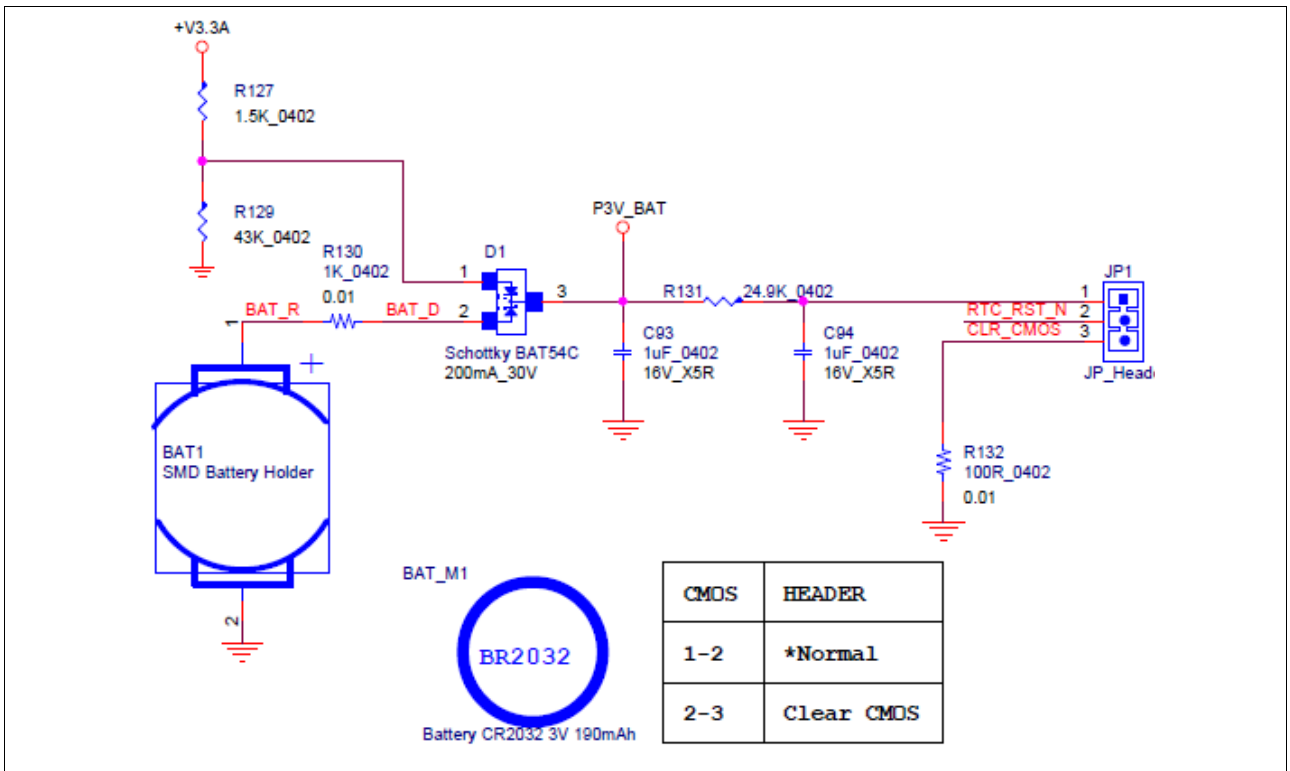 +V3.3A
R127
1.5K_0402
R129
43K_0402
R130
1K_0402
0.01
BAT_R
BAT_D
1
D1
1
2
3
Schottky BAT54C
200mA_30V
P3V_BAT
R131
24.9K_0402
C93
1uF_0402
16V_X5R
C94
1uF_0402
16V_X5R
JP1
1
RTC_RST_N 2
CLR_CMOS 3
JP_Head
R132
100R_0402
0.01
+
BAT1
SMD Battery Holder
2
BAT_M1
BR2032
Battery CR2032 3V 190mAh
CMOS HEADER
1-2 *Normal
2-3 Clear CMOS